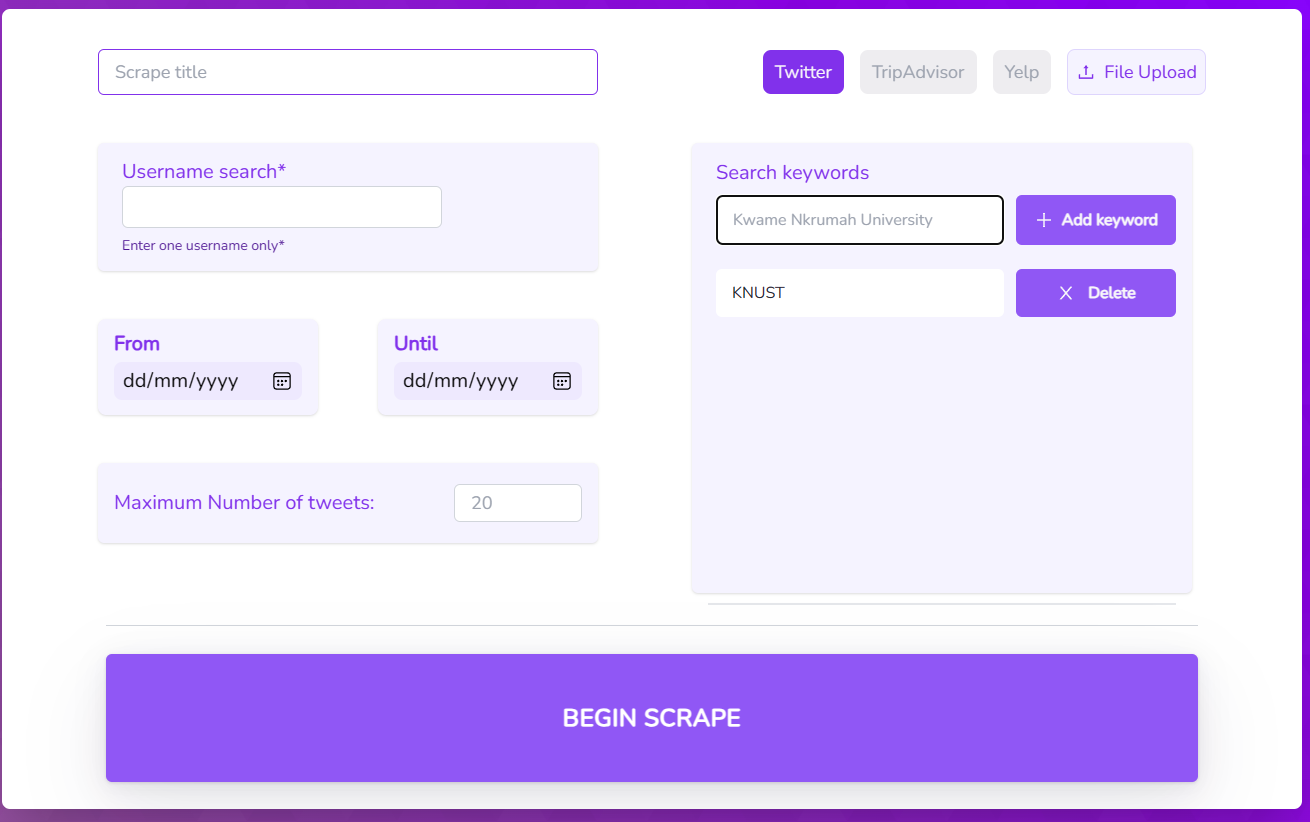 Scrape title
Twitter
TripAdvisor
Yelp
File Upload
Username search*
Enter one username only*
From
dd/mm/yyyy
Until
dd/mm/yyyy
Maximum Number of tweets:
20
Search keywords
Kwame Nkrumah University
Add keyword
KNUST
Delete
BEGIN SCRAPE